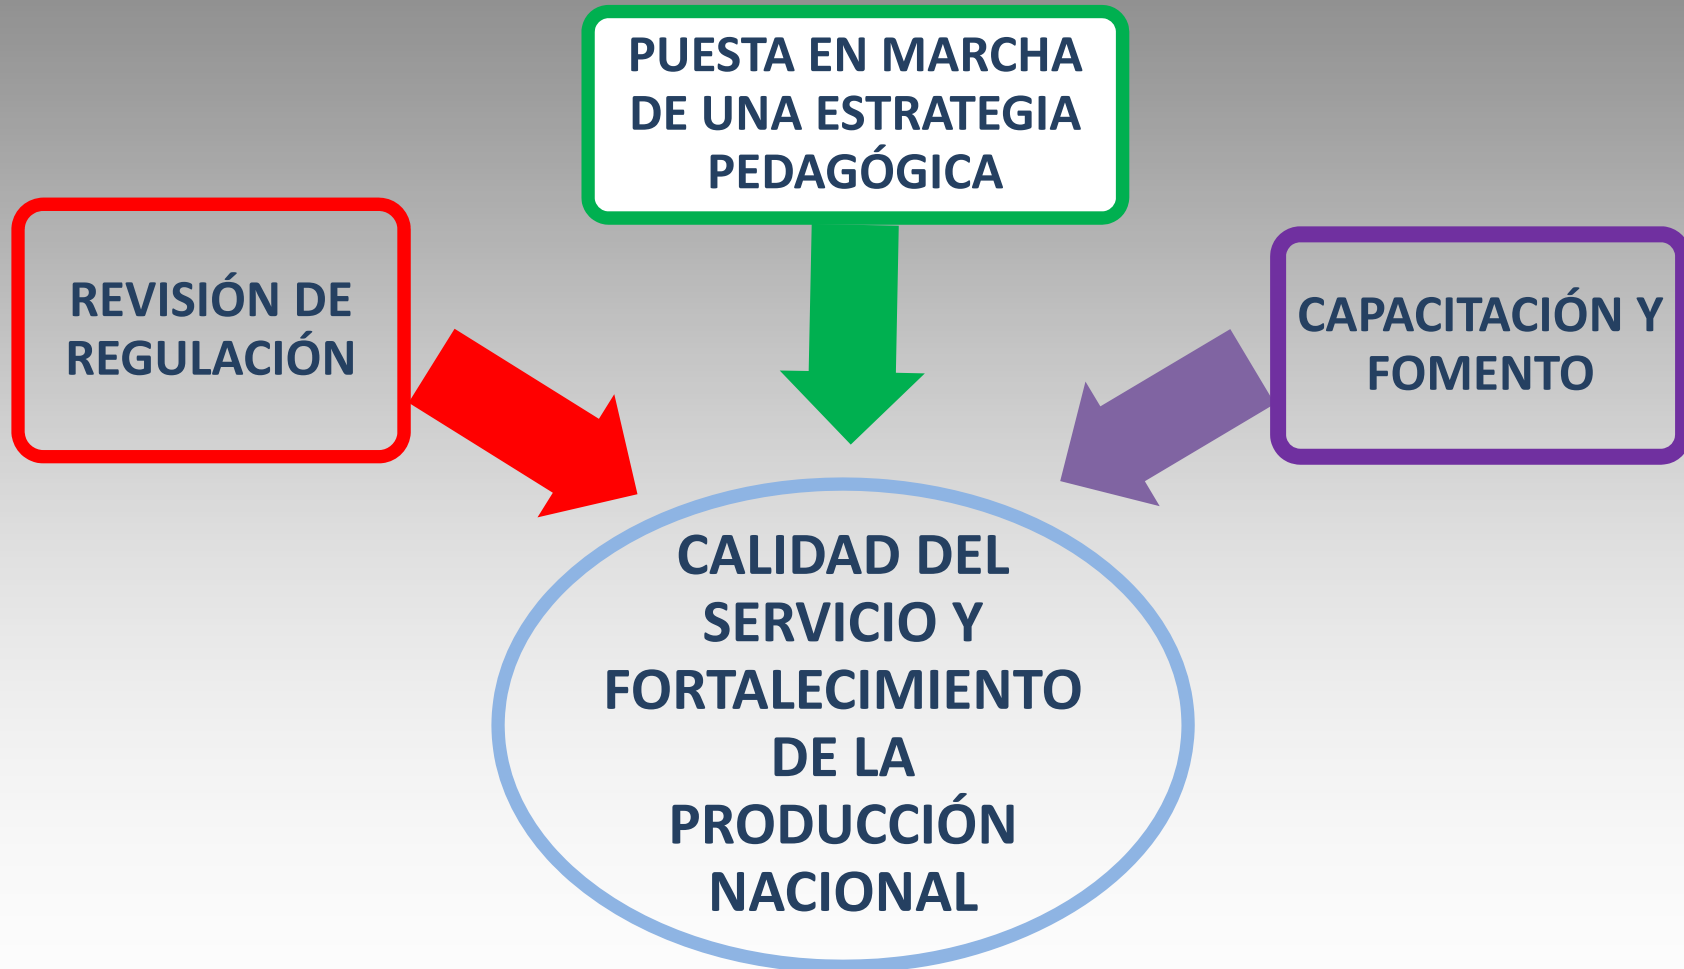 PUESTA EN MARCHA
DE UNA ESTRATEGIA
PEDAGÓGICA
REVISIÓN DE
REGULACIÓN
CAPACITACIÓN Y
FOMENTO
CALIDAD DEL
SERVICIO Y
FORTALECIMIENTO
DE LA
PRODUCCIÓN
NACIONAL